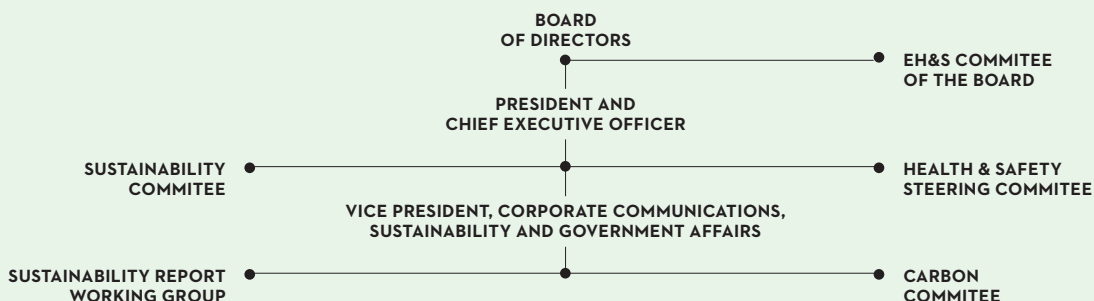 BOARD
OF DIRECTORS
EH&S COMMITEE
OF THE BOARD
PRESIDENT AND
CHIEF EXECUTIVE OFFICER
SUSTAINABILITY
COMMITEE
HEALTH & SAFETY
STEERING COMMITEE
VICE PRESIDENT, CORPORATE COMMUNICATIONS,
SUSTAINABILITY AND GOVERNMENT AFFAIRS
SUSTAINABILITY REPORT
WORKING GROUP
CARBON
COMMITEE